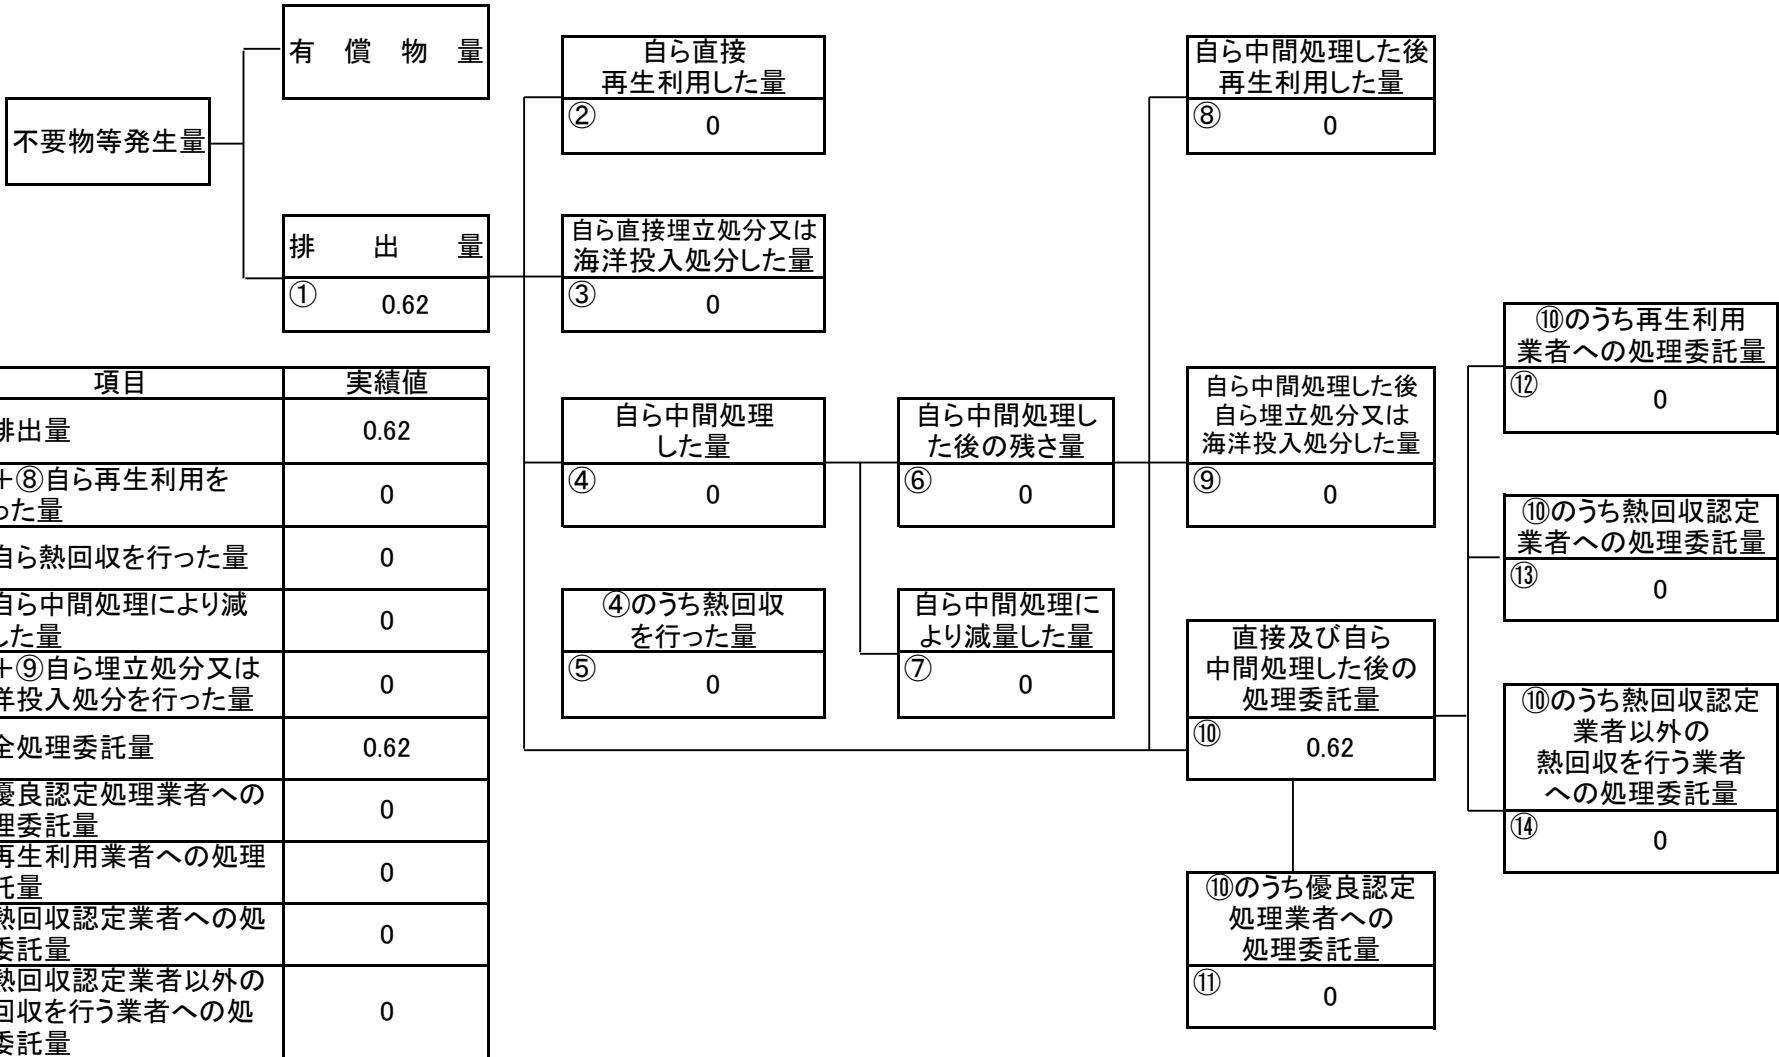 不要物等発生量
有償物量
排出量
①
0.62
自ら直接
再生利用した量
②
0
自ら直接埋立処分又は
海洋投入処分した量
③
0
自ら中間処理
した量
④
0
④のうち熱回収
を行った量
⑤
0
自ら中間処理し
た後の残さ量
⑥
0
自ら中間処理に
より減量した量
⑦
0
自ら中間処理した後
再生利用した量
⑧
0
自ら中間処理した後
自ら埋立処分又は
海洋投入処分した量
⑨
0
直接及び自ら
中間処理した後の
処理委託量
⑩
0.62
⑩のうち優良認定
処理業者への
処理委託量
⑪
0
⑩のうち再生利用
業者への処理委託量
⑫
0
⑩のうち熱回収認定
業者への処理委託量
⑬
0
⑩のうち熱回収認定
業者以外の
熱回収を行う業者
への処理委託量
⑭
0
項目 実績値
排出量 0.62
+⑧自ら再生利用を
った量
0
自ら熱回収を行った量 0
自ら中間処理により減
した量
0
+⑨自ら埋立処分又は
洋投入処分を行った量
0
全処理委託量 0.62
優良認定処理業者への
理委託量
0
再生利用業者への処理
託量
0
熱回収認定業者への処
委託量
0
熱回収認定業者以外の
回収を行う業者への処
委託量
0